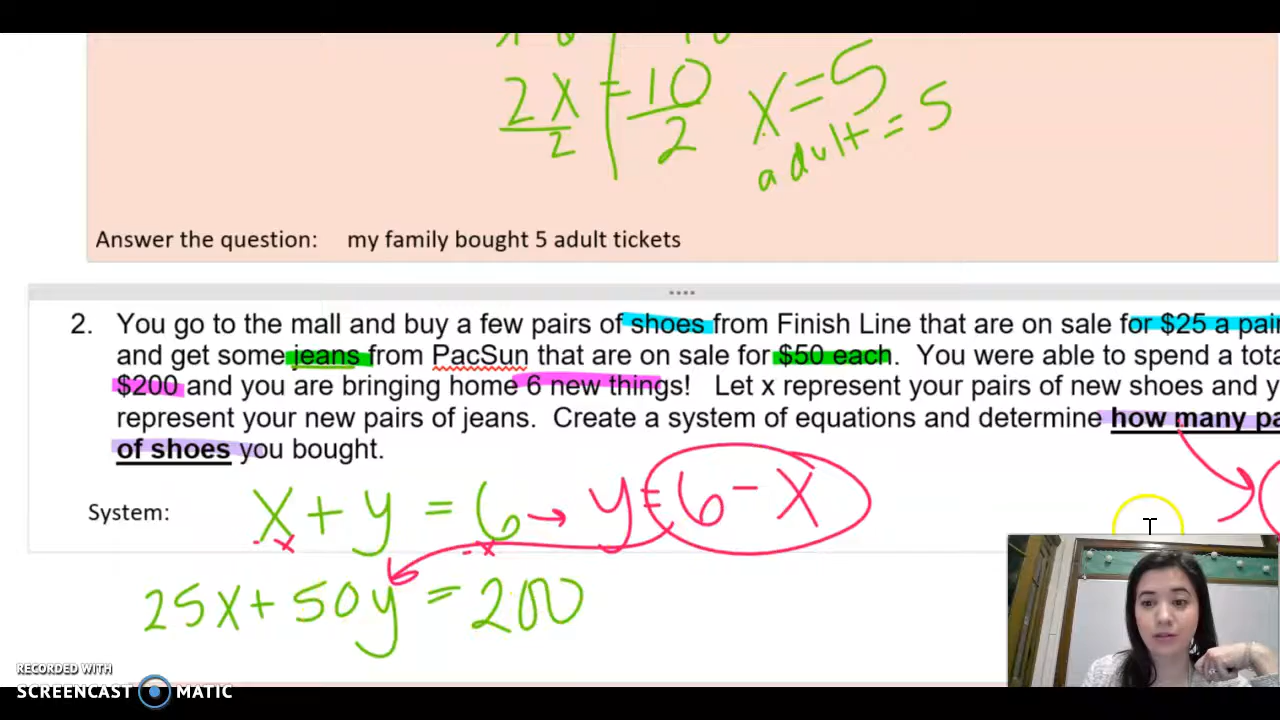 2x = 10
2 2
x = 5
adult = 5
Answer the question: my family bought 5 adult tickets
2. You go to the mall and buy a few pairs of shoes from Finish Line that are on sale for $25 a pair
and get some jeans from PacSun that are on sale for $50 each. You were able to spend a
$200 and you are bringing home 6 new things! Let x represent your pairs of new shoes and y
represent your new pairs of jeans. Create a system of equations and determine how many
of shoes you bought.
System: x + y = 6 → y = 6 - x
- x - x
25x + 50y = 200
RECORDED WITH
SCREENCAST MATIC